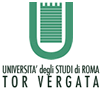 UNIVERSITA' degli STUDI di ROMA
TOR VERGATA